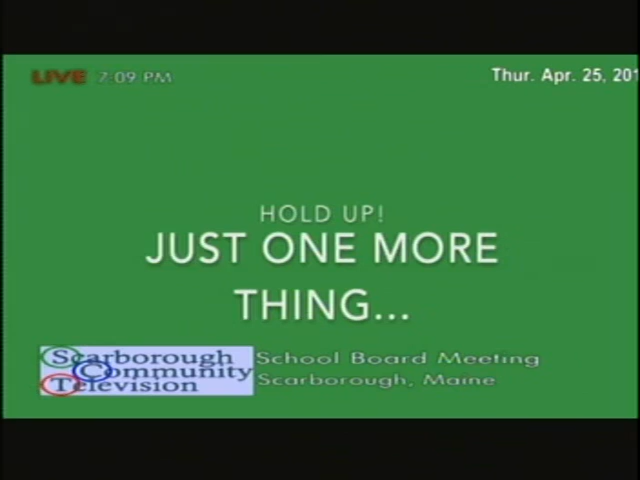 LIVE 7:09 PM
Thur. Apr. 25, 201
HOLD UP!
JUST ONE MORE
THING...
Scarborough
Community
Television
School Board Meeting
Scarborough, Maine